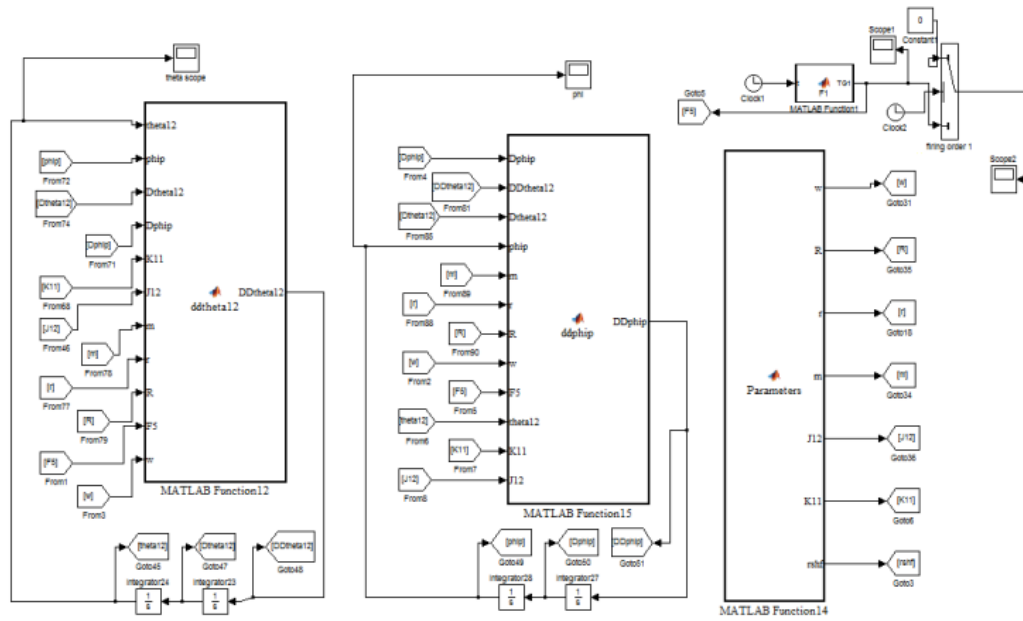 theta scope
theta12
[phip]
From72
phip
[Dtheta12]
From74
Dtheta12
[Dphip]
From71
Dphip
[K11]
From68
K11
[J12]
From46
J12
[m]
From78
m
[r]
From77
r
[R]
From79
R
[F5]
From1
F5
[w]
From3
w
ddtheta12
DDtheta12
MATLAB Function12
[theta12]
Goto45
[Dtheta12]
Goto47
[DDtheta12]
Goto48
Integrator24
1
s
Integrator23
1
s
phi
[Dphip]
From4
Dphip
[DDtheta12]
From81
DDtheta12
[Dtheta12]
From85
Dtheta12
phip
[m]
From89
m
[r]
From88
r
[R]
From90
R
[w]
From2
w
[F5]
From5
F5
[theta12]
From6
theta12
[K11]
From7
K11
[J12]
From8
J12
ddphip
DDphip
MATLAB Function15
[phip]
Goto49
[Dphip]
Goto50
[DDphip]
Goto51
Integrator28
1
s
Integrator27
1
s
0
Constant1
Scope1
Clock1
F1
TG1
MATLAB Function1
Goto5
[F5]
Clock2
firing order 1
Scope2
Parameters
w
[w]
Goto31
R
[R]
Goto35
r
[r]
Goto18
m
[m]
Goto34
J12
[J12]
Goto36
K11
[K11]
Goto6
mhf
Goto3
MATLAB Function14